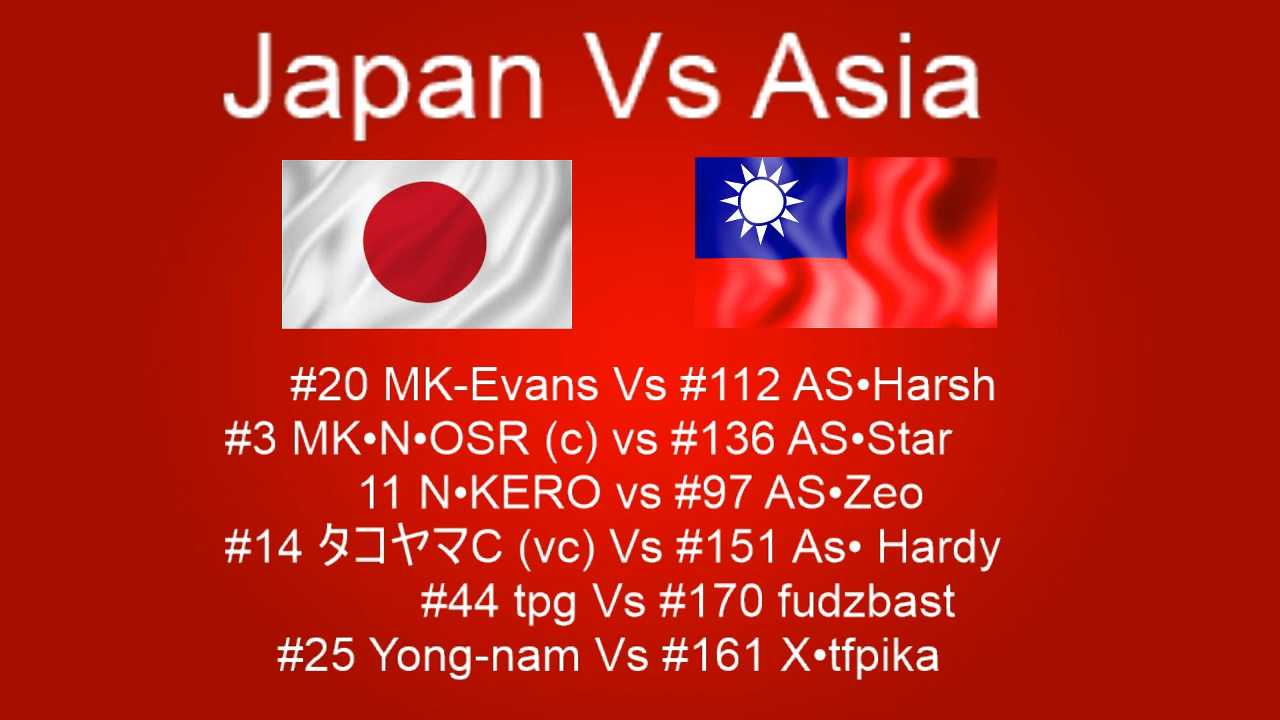 Japan Vs Asia
#20 MK-Evans Vs #112 AS•Harsh
#3 MK•N•OSR (c) vs #136 AS•Star
11 N•KERO vs #97 AS•Zeo
#14 タコヤマC (vc) Vs #151 As• Hardy
#44 tpg Vs #170 fudzbast
#25 Yong-nam Vs #161 X•tfpika